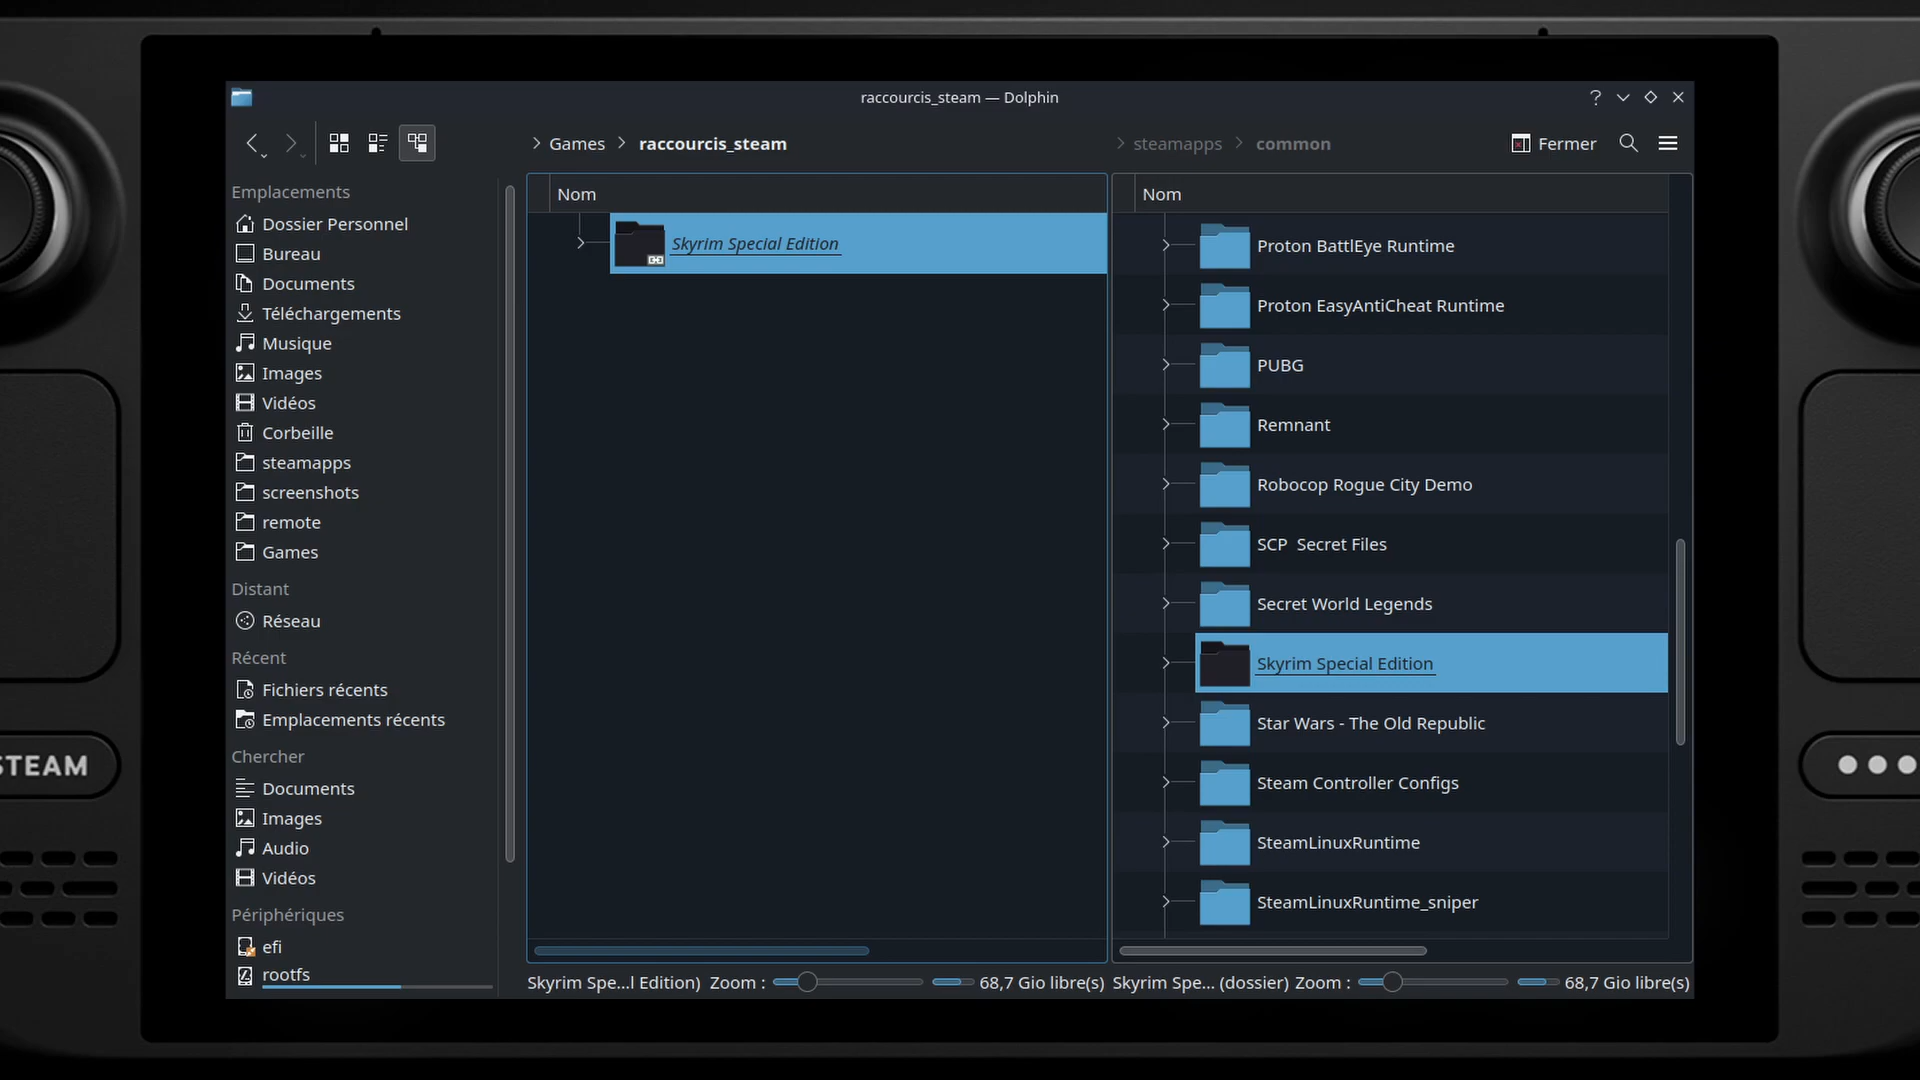 raccourcis_steam — Dolphin
Games
raccourcis_steam
steamapps
common
Fermer
Emplacements
Dossier Personnel
Bureau
Documents
Téléchargements
Musique
Images
Vidéos
Corbeille
steamapps
screenshots
remote
Games
Distant
Réseau
Récent
Fichiers récents
Emplacements récents
Chercher
Documents
Images
Audio
Vidéos
Périphériques
efi
rootfs
Nom
Skyrim Special Edition
Skyrim Spe...l Edition) Zoom : 68,7 Gio libre(s)
Nom
Proton BattlEye Runtime
Proton EasyAntiCheat Runtime
PUBG
Remnant
Robocop Rogue City Demo
SCP  Secret Files
Secret World Legends
Skyrim Special Edition
Star Wars - The Old Republic
Steam Controller Configs
SteamLinuxRuntime
SteamLinuxRuntime_sniper
Skyrim Spe... (dossier) Zoom : 68,7 Gio libre(s)
STEAM